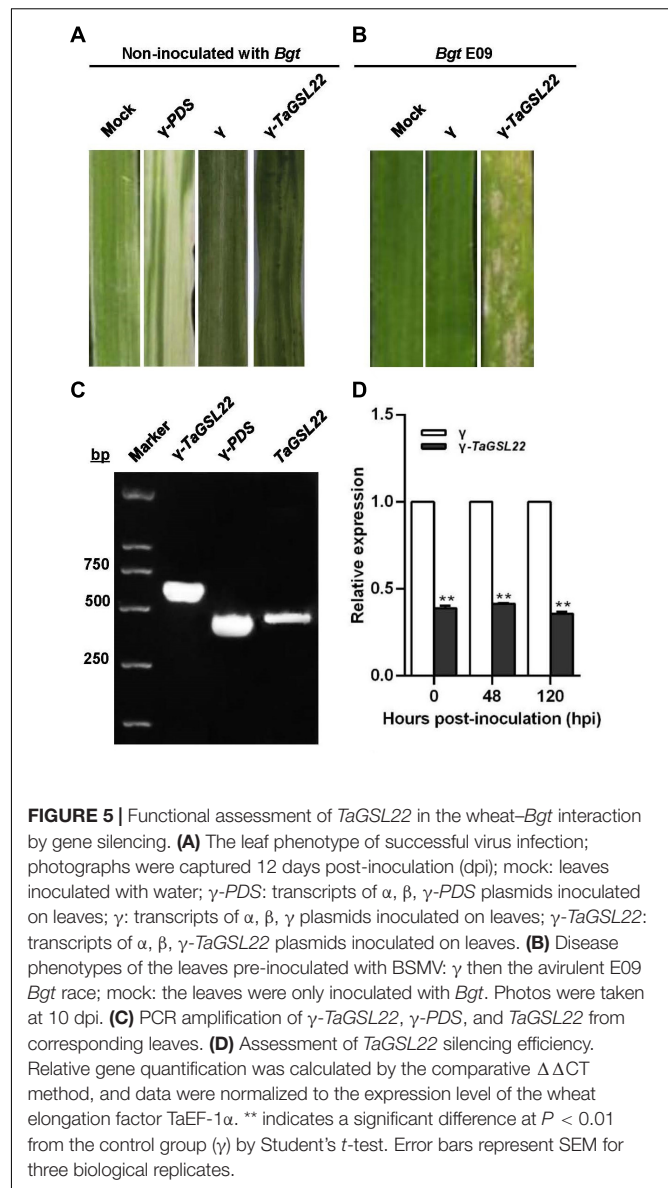 A
B
Non-inoculated with Bgt
Bgt E09
Mock
γ-PDS
γ
γ-TaGSL22
Mock
γ
γ-TaGSL22
C
D
bp
Marker
γ-TaGSL22
γ-PDS
TaGSL22
750
500
250
Relative expression
1.5
1.0
0.5
0.0
γ
γ-TaGSL22
**
**
**
0 48 120
Hours post-inoculation (hpi)
FIGURE 5 | Functional assessment of TaGSL22 in the wheat–Bgt interaction
by gene silencing. (A) The leaf phenotype of successful virus infection;
photographs were captured 12 days post-inoculation (dpi); mock: leaves
inoculated with water; γ-PDS: transcripts of α, β, γ-PDS plasmids inoculated
on leaves; γ: transcripts of α, β, γ plasmids inoculated on leaves; γ-TaGSL22:
transcripts of α, β, γ-TaGSL22 plasmids inoculated on leaves. (B) Disease
phenotypes of the leaves pre-inoculated with BSMV: γ then the avirulent E09
Bgt race; mock: the leaves were only inoculated with Bgt. Photos were taken
at 10 dpi. (C) PCR amplification of γ-TaGSL22, γ-PDS, and TaGSL22 from
corresponding leaves. (D) Assessment of TaGSL22 silencing efficiency.
Relative gene quantification was calculated by the comparative ΔΔCT
method, and data were normalized to the expression level of the wheat
elongation factor TaEF-1α. ** indicates a significant difference at P < 0.01
from the control group (γ) by Student's t-test. Error bars represent SEM for
three biological replicates.